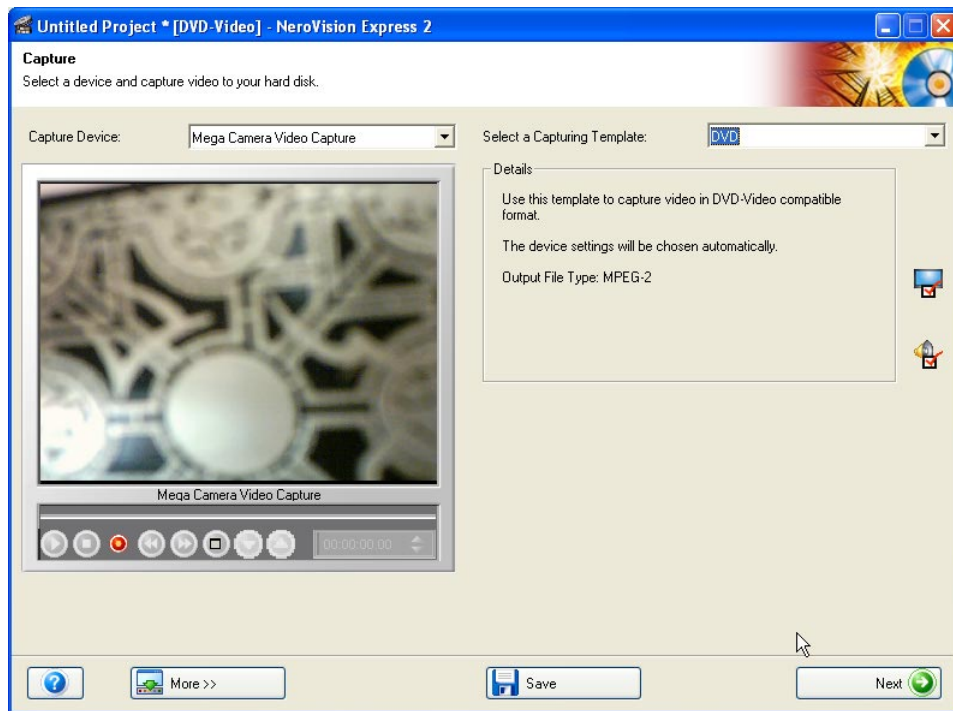 Untitled Project * [DVD-Video] - NeroVision Express 2
Capture
Select a device and capture video to your hard disk.
Capture Device:
Mega Camera Video Capture
Select a Capturing Template:
DVD
Details
Use this template to capture video in DVD-Video compatible
format.
The device settings will be chosen automatically.
Output File Type: MPEG-2
Mega Camera Video Capture
00:00:00.00
More >>
Save
Next